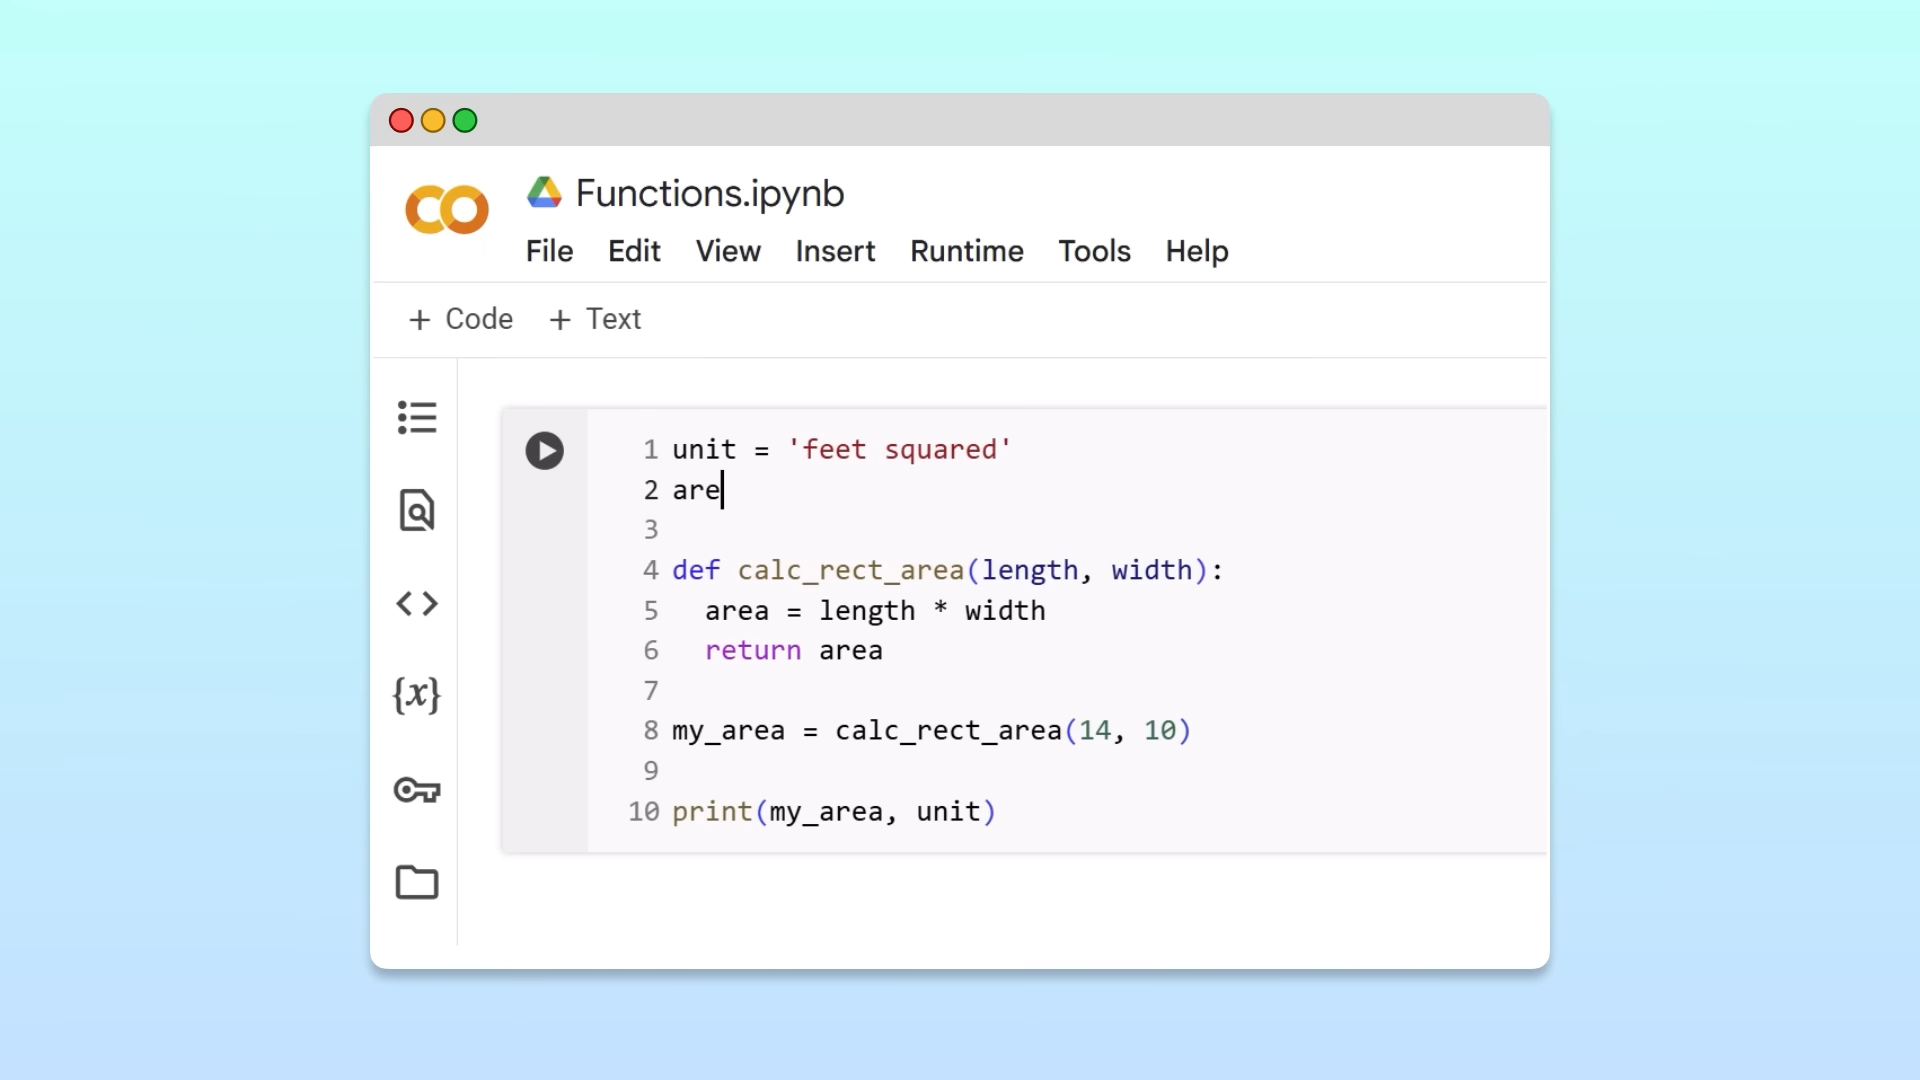 Functions.ipynb
File Edit View Insert Runtime Tools Help
+ Code + Text
1 unit = 'feet squared'
2 are
3
4 def calc_rect_area(length, width):
5   area = length * width
6   return area
7
8 my_area = calc_rect_area(14, 10)
9
10 print(my_area, unit)
{x}